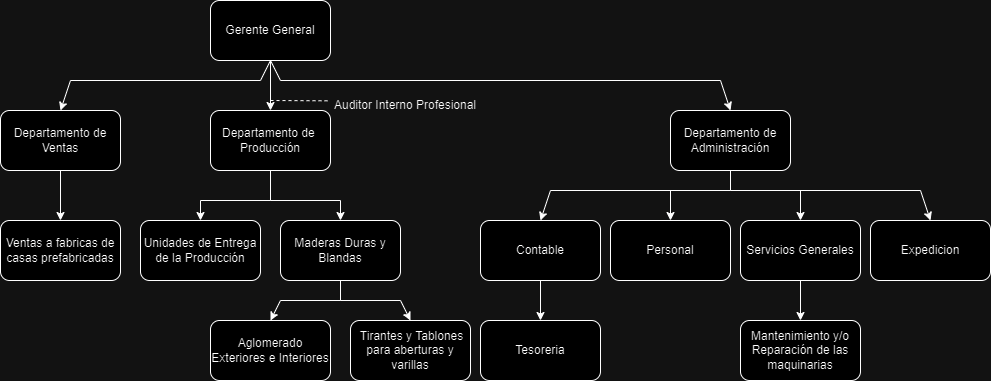 Gerente General
Auditor Interno Profesional
Departamento de
Ventas
Departamento de
Producción
Departamento de
Administración
Ventas a fabricas de
casas prefabricadas
Unidades de Entrega
de la Producción
Maderas Duras y
Blandas
Contable
Personal
Servicios Generales
Expedicion
Aglomerado
Exteriores e Interiores
Tirantes y Tablones
para aberturas y
varillas
Tesoreria
Mantenimiento y/o
Reparación de las
maquinarias